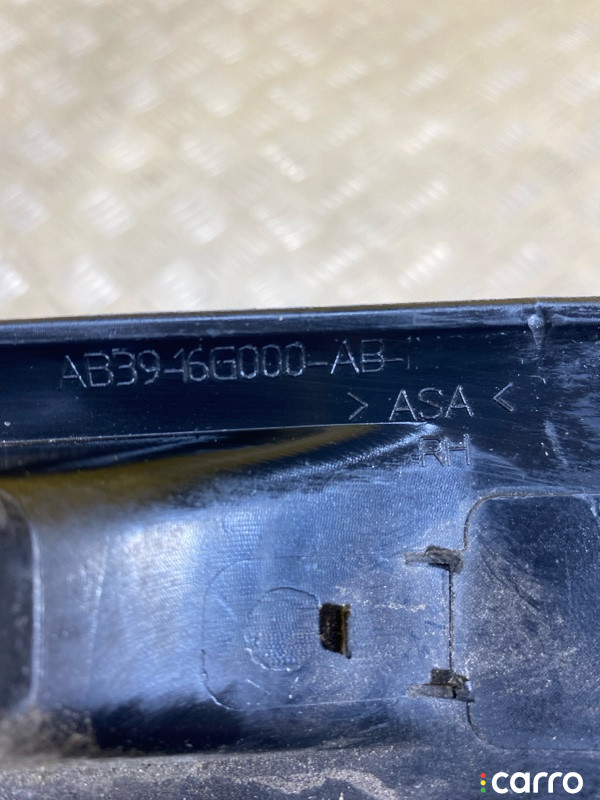 AB39-16G000-AB-
> ASA <
RH
carro